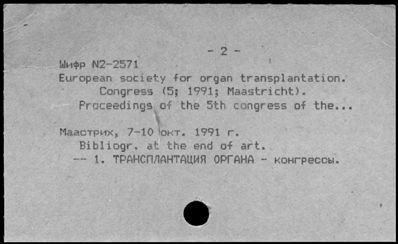 - 2 -
Шифр N2-2571
European society for organ transplantation.
Congress (5; 1991; Maastricht).
Proceedings of the 5th congress of the...
Маастрих, 7-10 окт. 1991 г.
Bibliogr. at the end of art.
-- 1. ТРАНСПЛАНТАЦИЯ ОРГАНА - конгрессы.